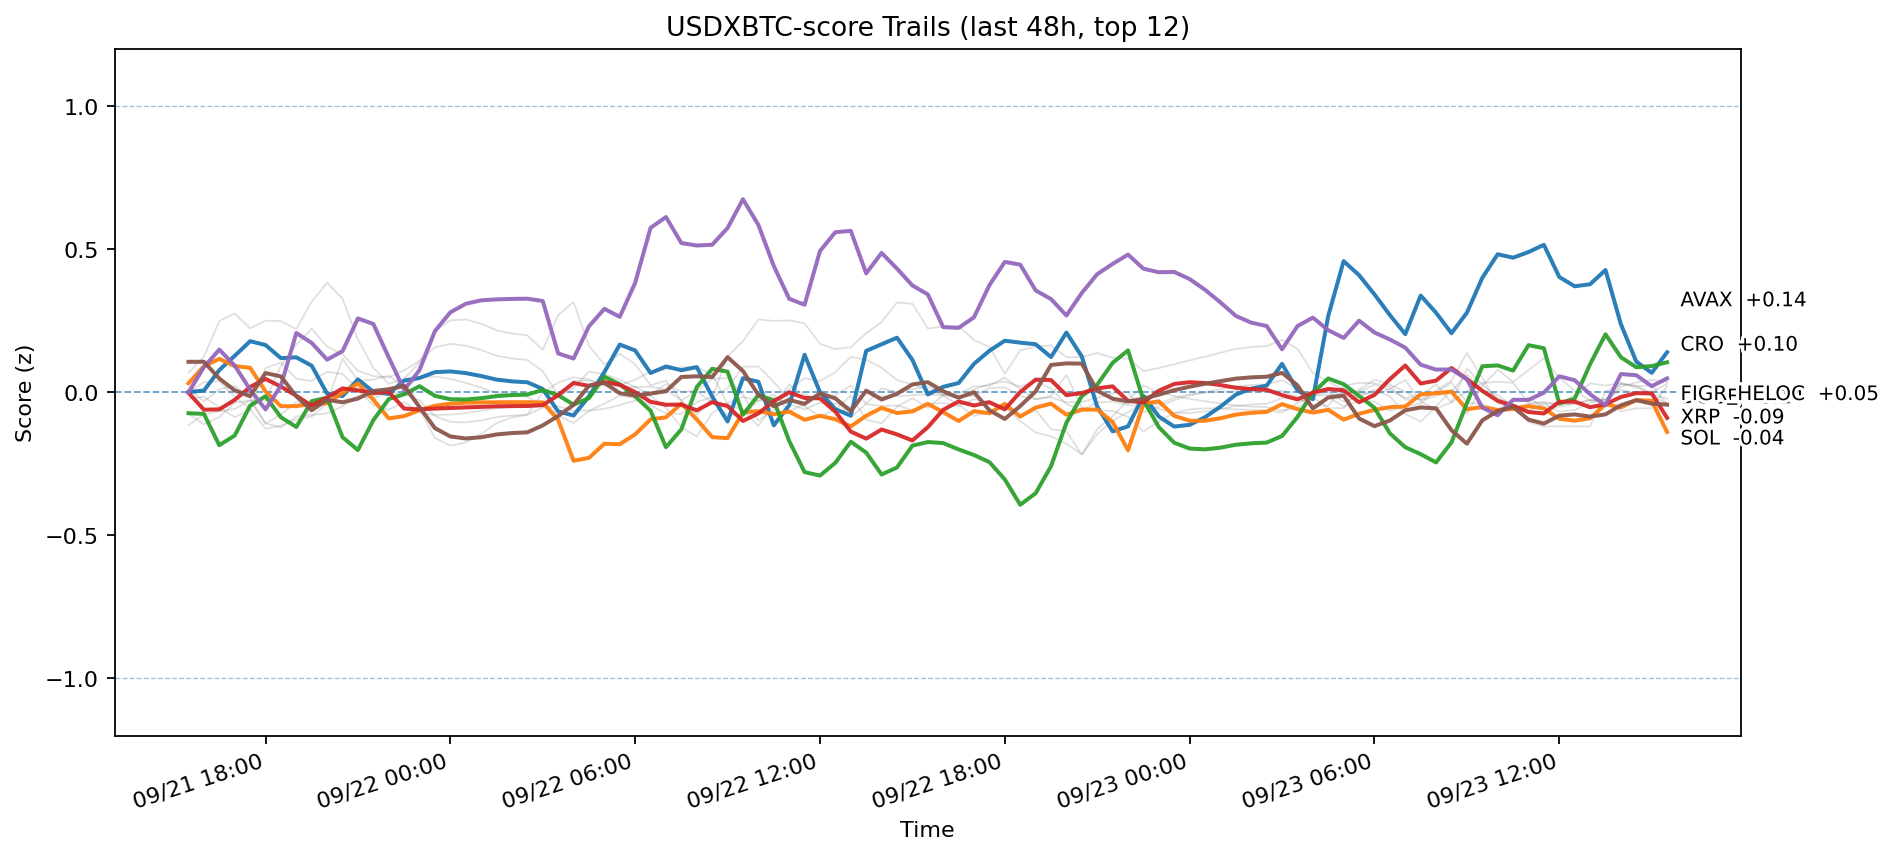 USDXBTC-score Trails (last 48h, top 12)
Score (z)
1.0
0.5
0.0
−0.5
−1.0
AVAX +0.14
CRO +0.10
FIGR_HELOC +0.05
XRP -0.09
SOL -0.04
09/21 18:00
09/22 00:00
09/22 06:00
09/22 12:00
09/22 18:00
09/23 00:00
09/23 06:00
09/23 12:00
Time